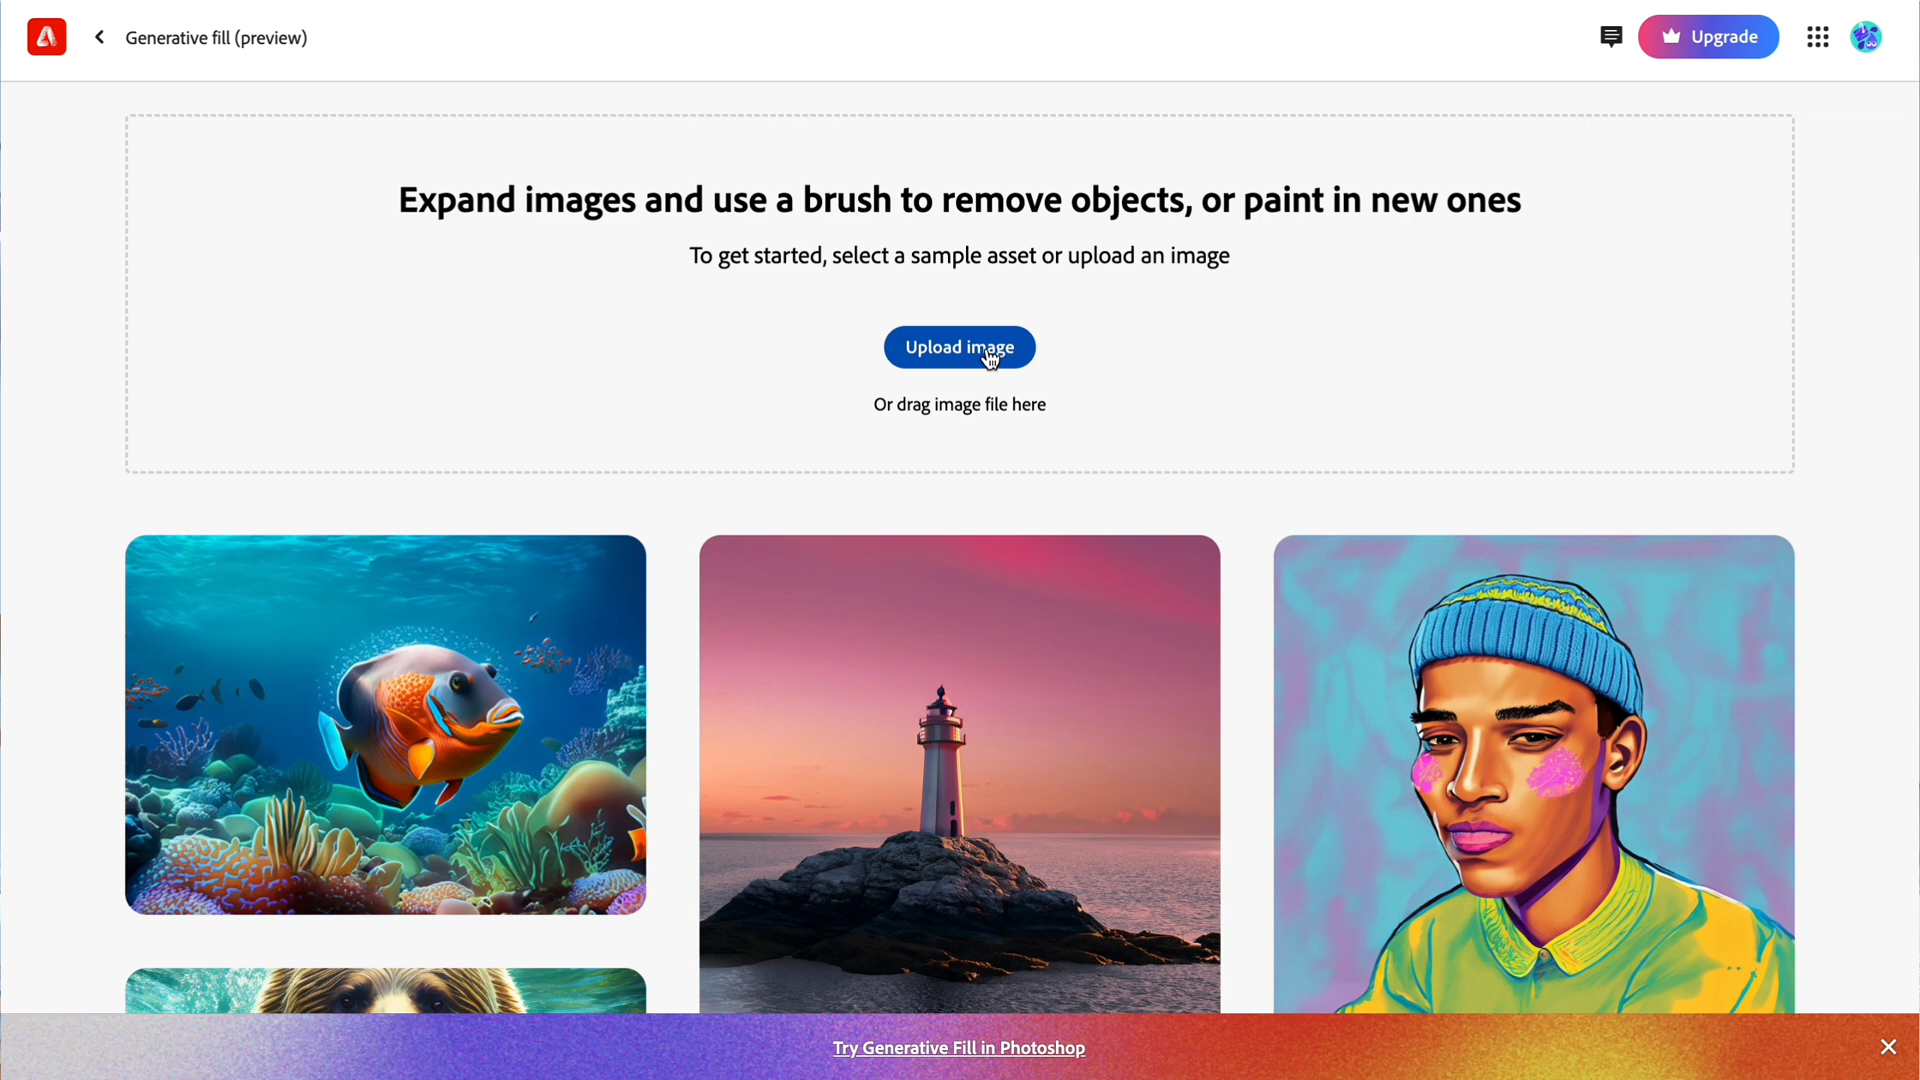 Generative fill (preview)
Upgrade
Expand images and use a brush to remove objects, or paint in new ones
To get started, select a sample asset or upload an image
Upload image
Or drag image file here
Try Generative Fill in Photoshop